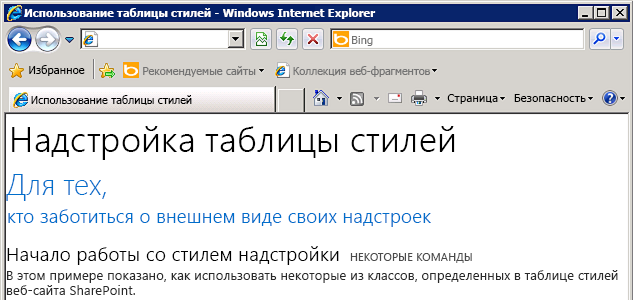 Использование таблицы стилей - Windows Internet Explorer
Bing
Избранное Рекомендуемые сайты Коллекция веб-фрагментов
Использование таблицы стилей Страница Безопасность
Надстройка таблицы стилей
Для тех,
кто заботиться о внешнем виде своих надстроек
Начало работы со стилем надстройки НЕКОТОРЫЕ КОМАНДЫ
В этом примере показано, как использовать некоторые из классов, определенных в таблице стилей
веб-сайта SharePoint.